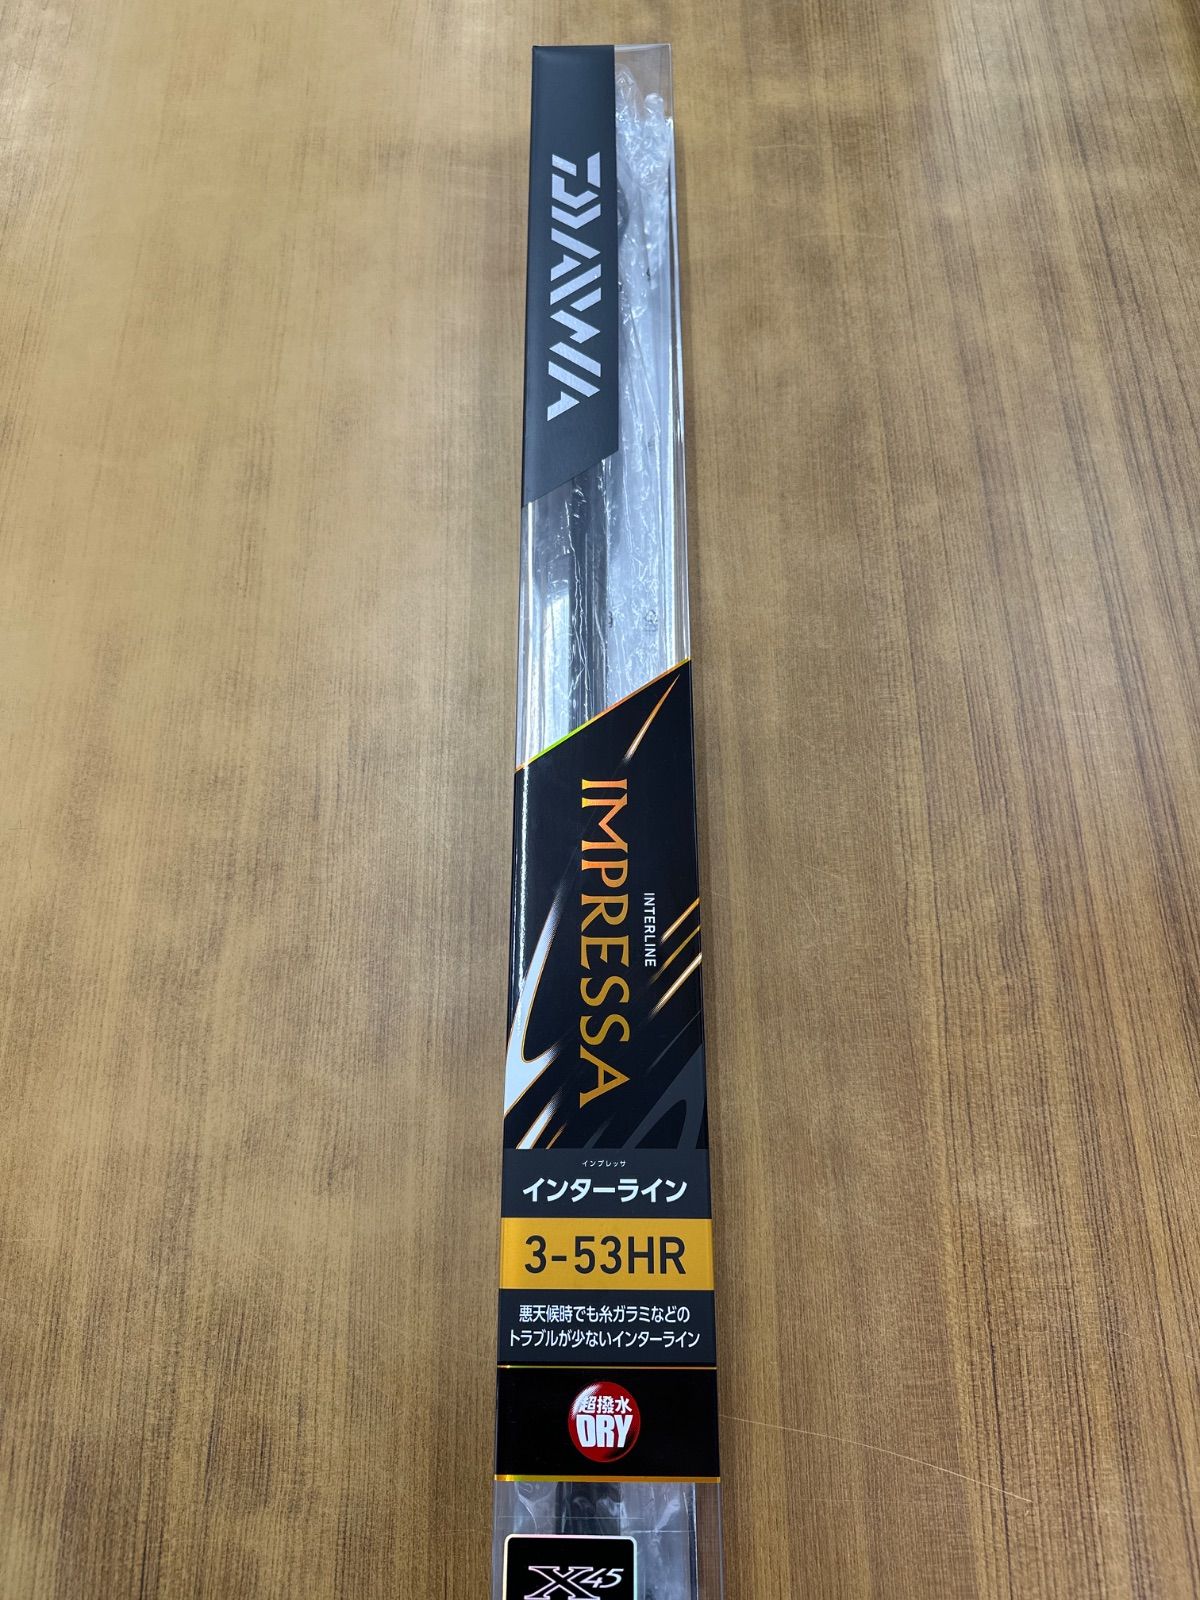 DAIWA
IMPRESSA
INTERLINE
インプレッサ
インターライン
3-53HR
悪天候時でも糸ガラミなどの
トラブルが少ないインターライン
超撥水
DRY
X45